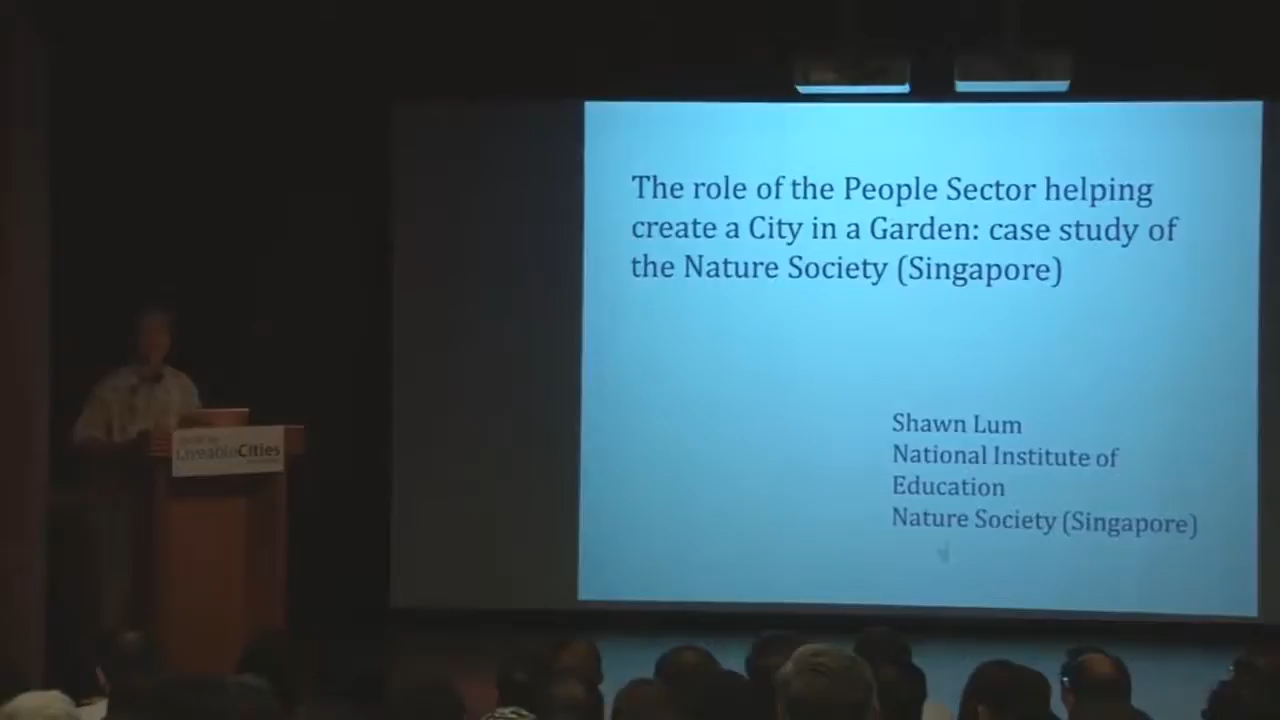 The role of the People Sector helping
create a City in a Garden: case study of
the Nature Society (Singapore)
Shawn Lum
National Institute of
Education
Nature Society (Singapore)
LiveableCities